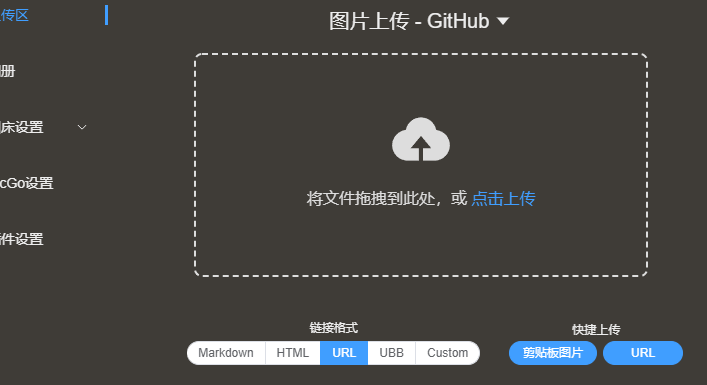 传区
图片上传 - GitHub
册
床设置
cGo设置
件设置
将文件拖拽到此处，或 点击上传
链接格式
快捷上传
Markdown HTML URL UBB Custom
剪贴板图片 URL